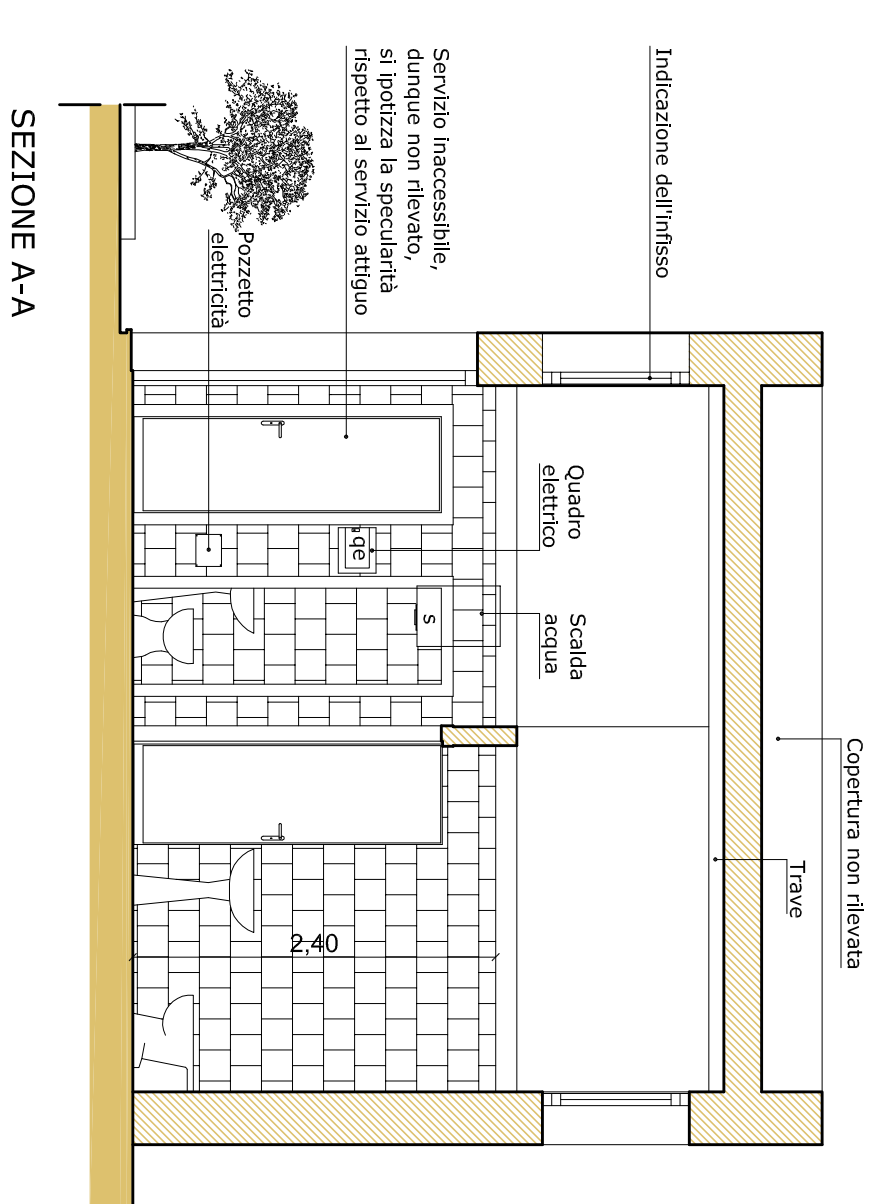 Copertura non rilevata
Trave
Indicazione dell'infisso
Quadro
elettrico
Scalda
acqua
Servizio inaccessibile,
dunque non rilevato,
si ipotizza la specularità
rispetto al servizio attiguo
s
qe
2,40
Pozzetto
elettricità
SEZIONE A-A